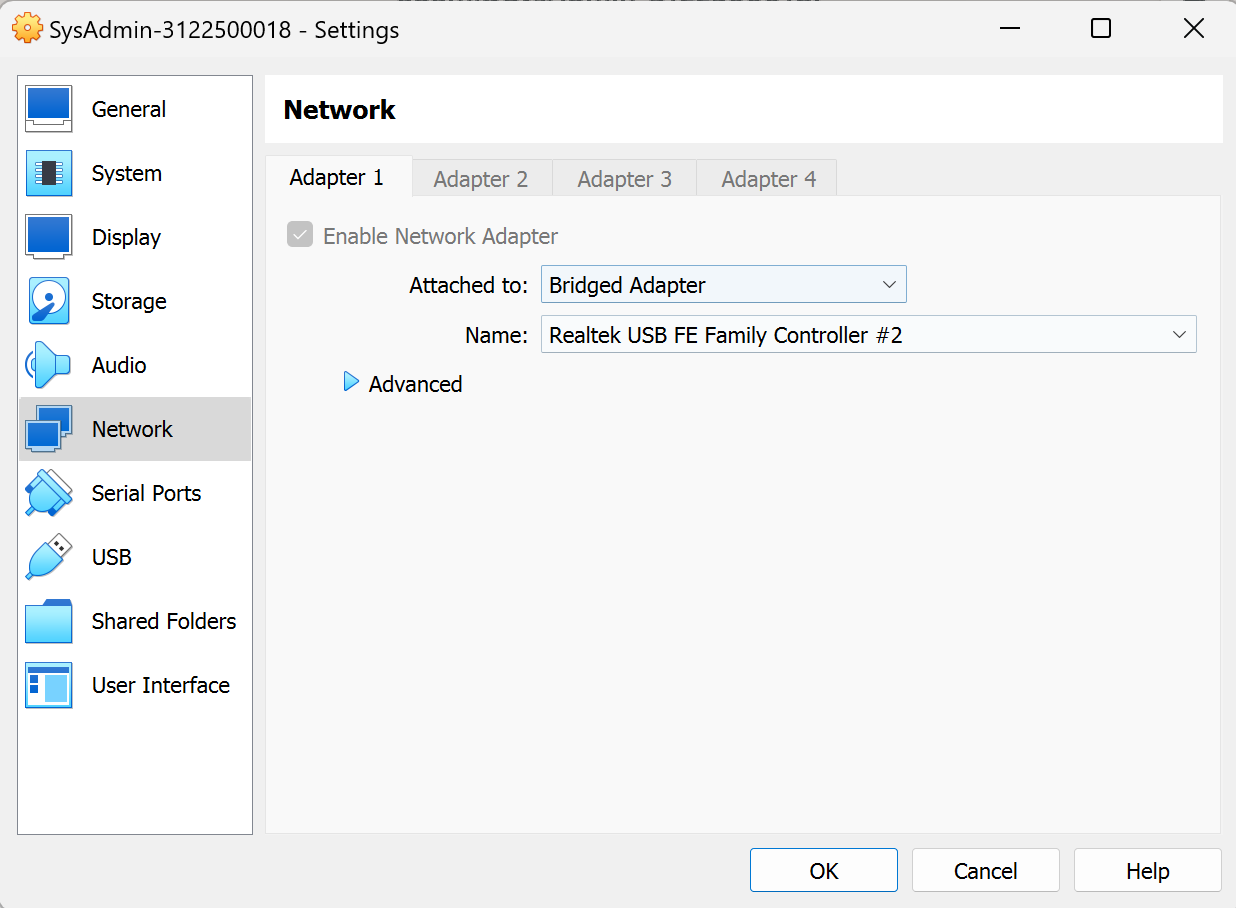 SysAdmin-3122500018 - Settings
General
System
Display
Storage
Audio
Network
Serial Ports
USB
Shared Folders
User Interface
Network
Adapter 1
Adapter 2
Adapter 3
Adapter 4
Enable Network Adapter
Attached to: Bridged Adapter
Name: Realtek USB FE Family Controller #2
Advanced
OK
Cancel
Help